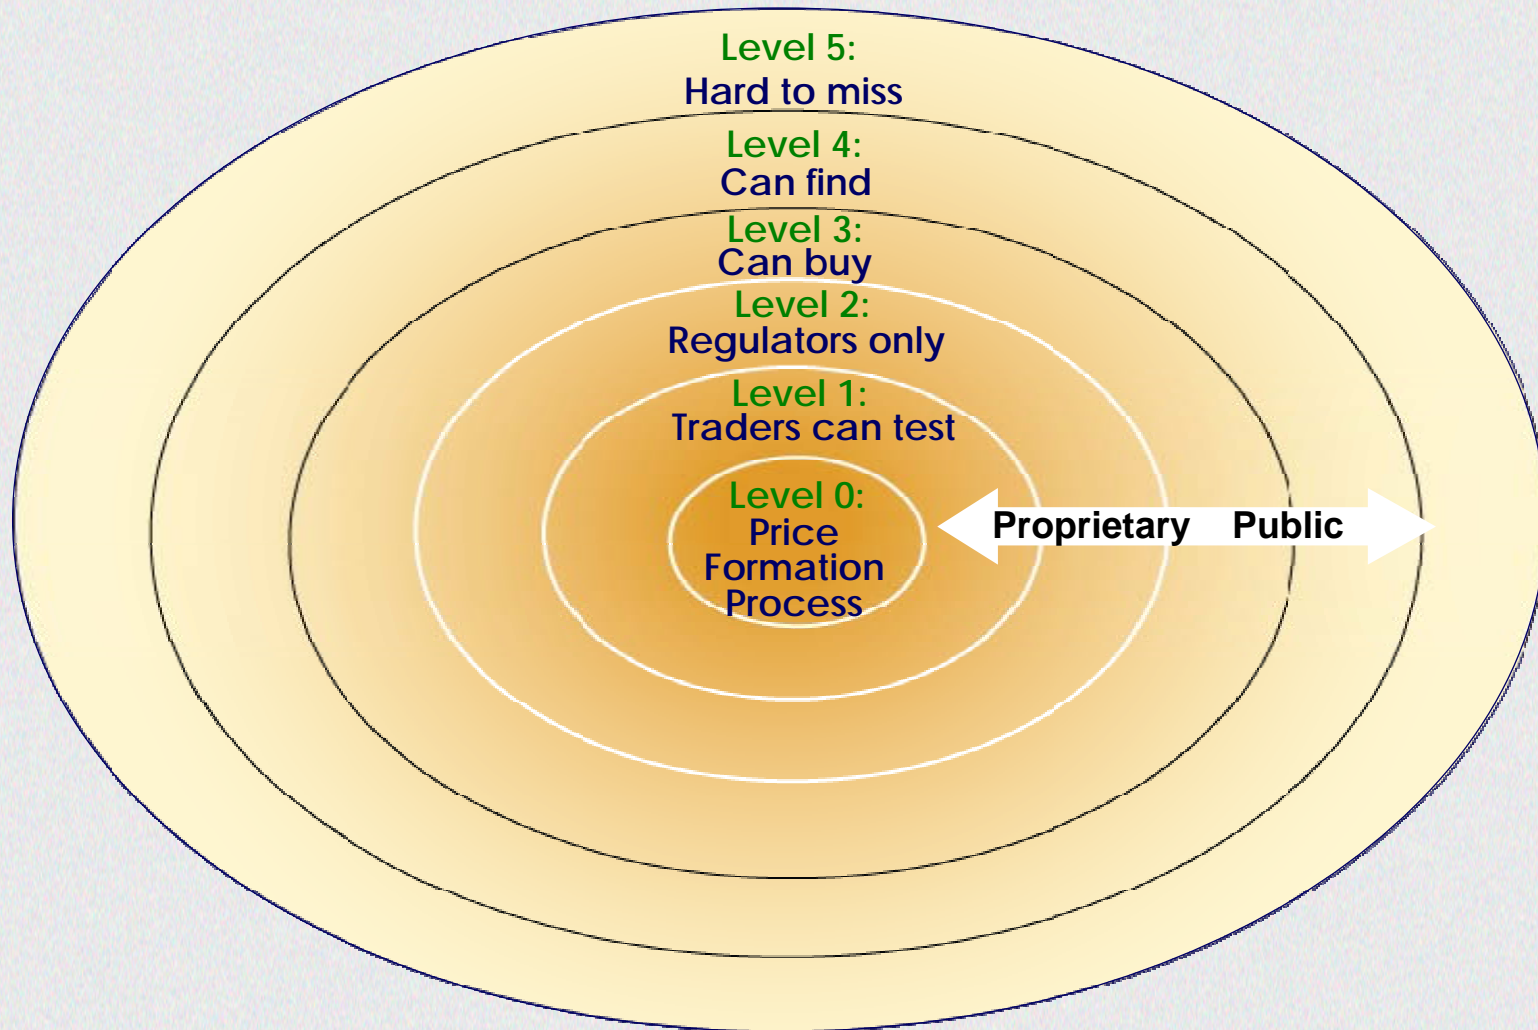 Level 5:
Hard to miss
Level 4:
Can find
Level 3:
Can buy
Level 2:
Regulators only
Level 1:
Traders can test
Level 0:
Price
Formation
Process
Proprietary Public